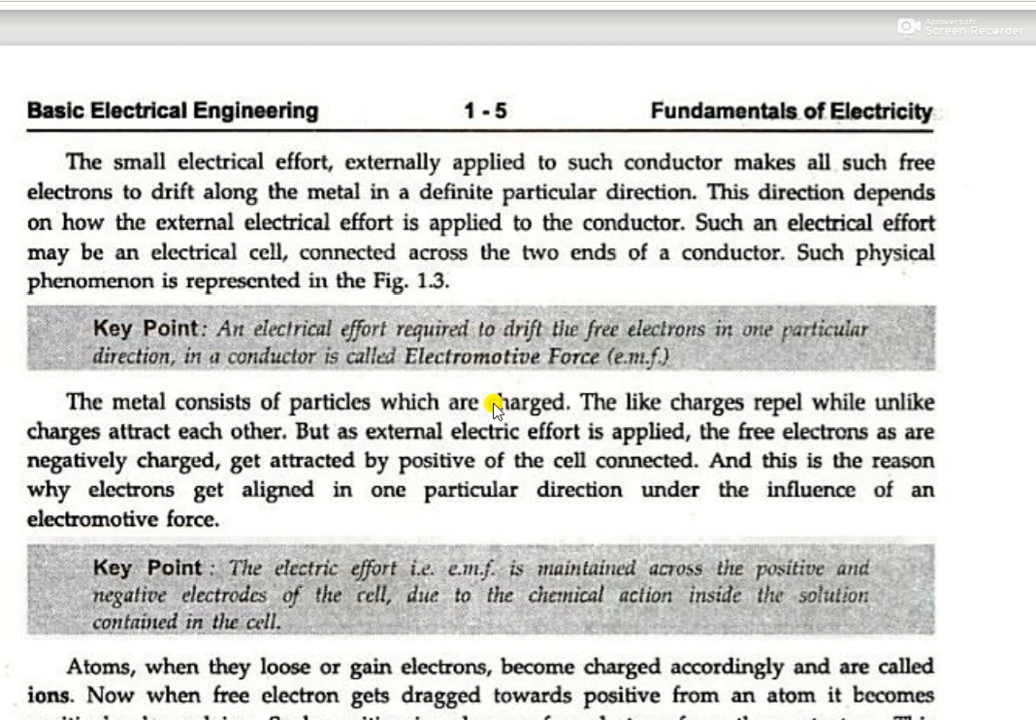 Apowersoft
Screen Recorder
Basic Electrical Engineering 1 - 5 Fundamentals of Electricity
The small electrical effort, externally applied to such conductor makes all such free
electrons to drift along the metal in a definite particular direction. This direction depends
on how the external electrical effort is applied to the conductor. Such an electrical effort
may be an electrical cell, connected across the two ends of a conductor. Such physical
phenomenon is represented in the Fig. 1.3.
Key Point : An electrical effort required to drift the free electrons in one particular
direction, in a conductor is called Electromotive Force (e.m.f.)
The metal consists of particles which are charged. The like charges repel while unlike
charges attract each other. But as external electric effort is applied, the free electrons as are
negatively charged, get attracted by positive of the cell connected. And this is the reason
why electrons get aligned in one particular direction under the influence of an
electromotive force.
Key Point : The electric effort i.e. e.m.f. is maintained across the positive and
negative electrodes of the cell, due to the chemical action inside the solution
contained in the cell.
Atoms, when they loose or gain electrons, become charged accordingly and are called
ions. Now when free electron gets dragged towards positive from an atom it becomes